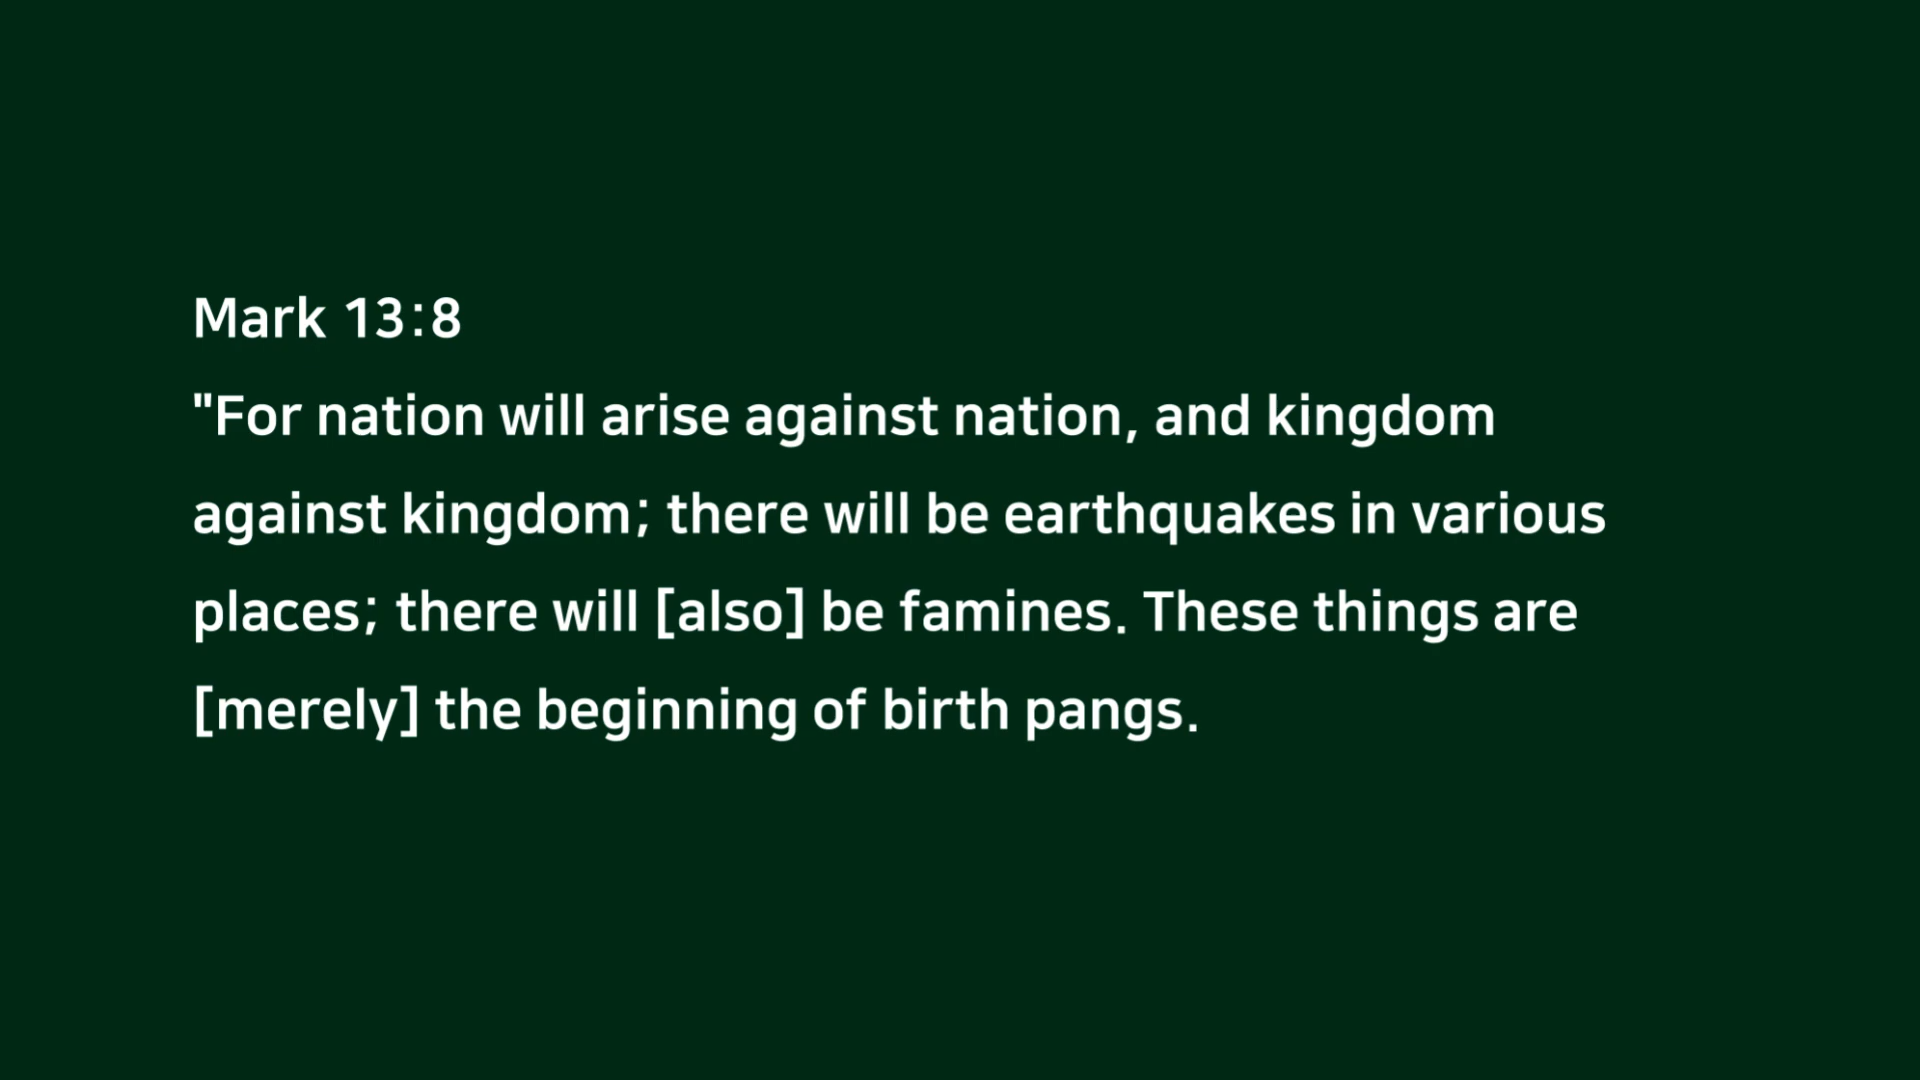 Mark 13:8
"For nation will arise against nation, and kingdom
against kingdom; there will be earthquakes in various
places; there will [also] be famines. These things are
[merely] the beginning of birth pangs.